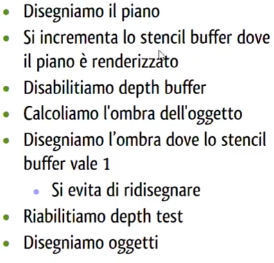 Disegniamo il piano
Si incrementa lo stencil buffer dove
il piano è renderizzato
Disabilitiamo depth buffer
Calcoliamo l'ombra dell'oggetto
Disegniamo l'ombra dove lo stencil
buffer vale 1
Si evita di ridisegnare
Riabilitiamo depth test
Disegniamo oggetti